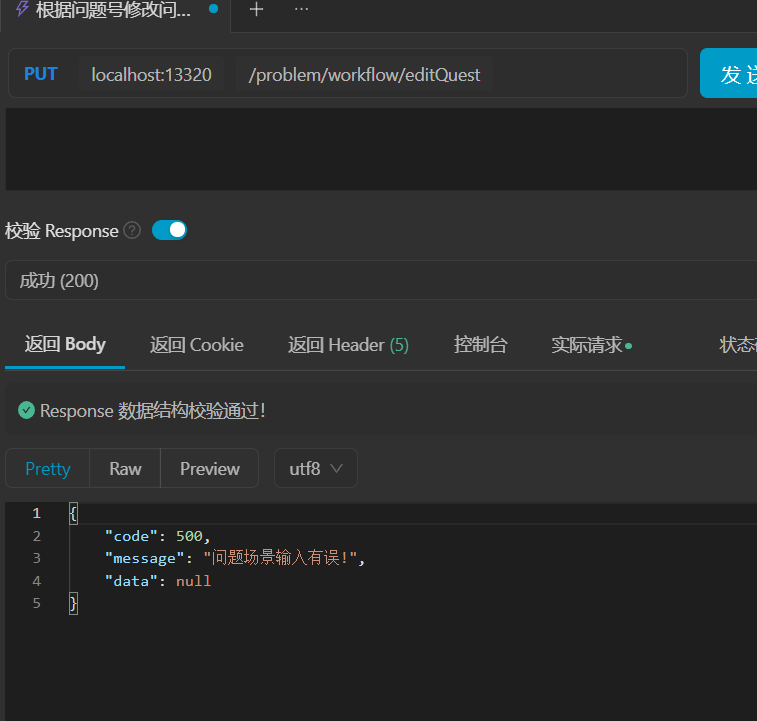 根据问题号修改问...
PUT localhost:13320 /problem/workflow/editQuest 发送
校验 Response
成功 (200)
返回 Body 返回 Cookie 返回 Header (5) 控制台 实际请求 状态
Response 数据结构校验通过!
Pretty Raw Preview utf8
1 {
2 "code": 500,
3 "message": "问题场景输入有误!",
4 "data": null
5 }